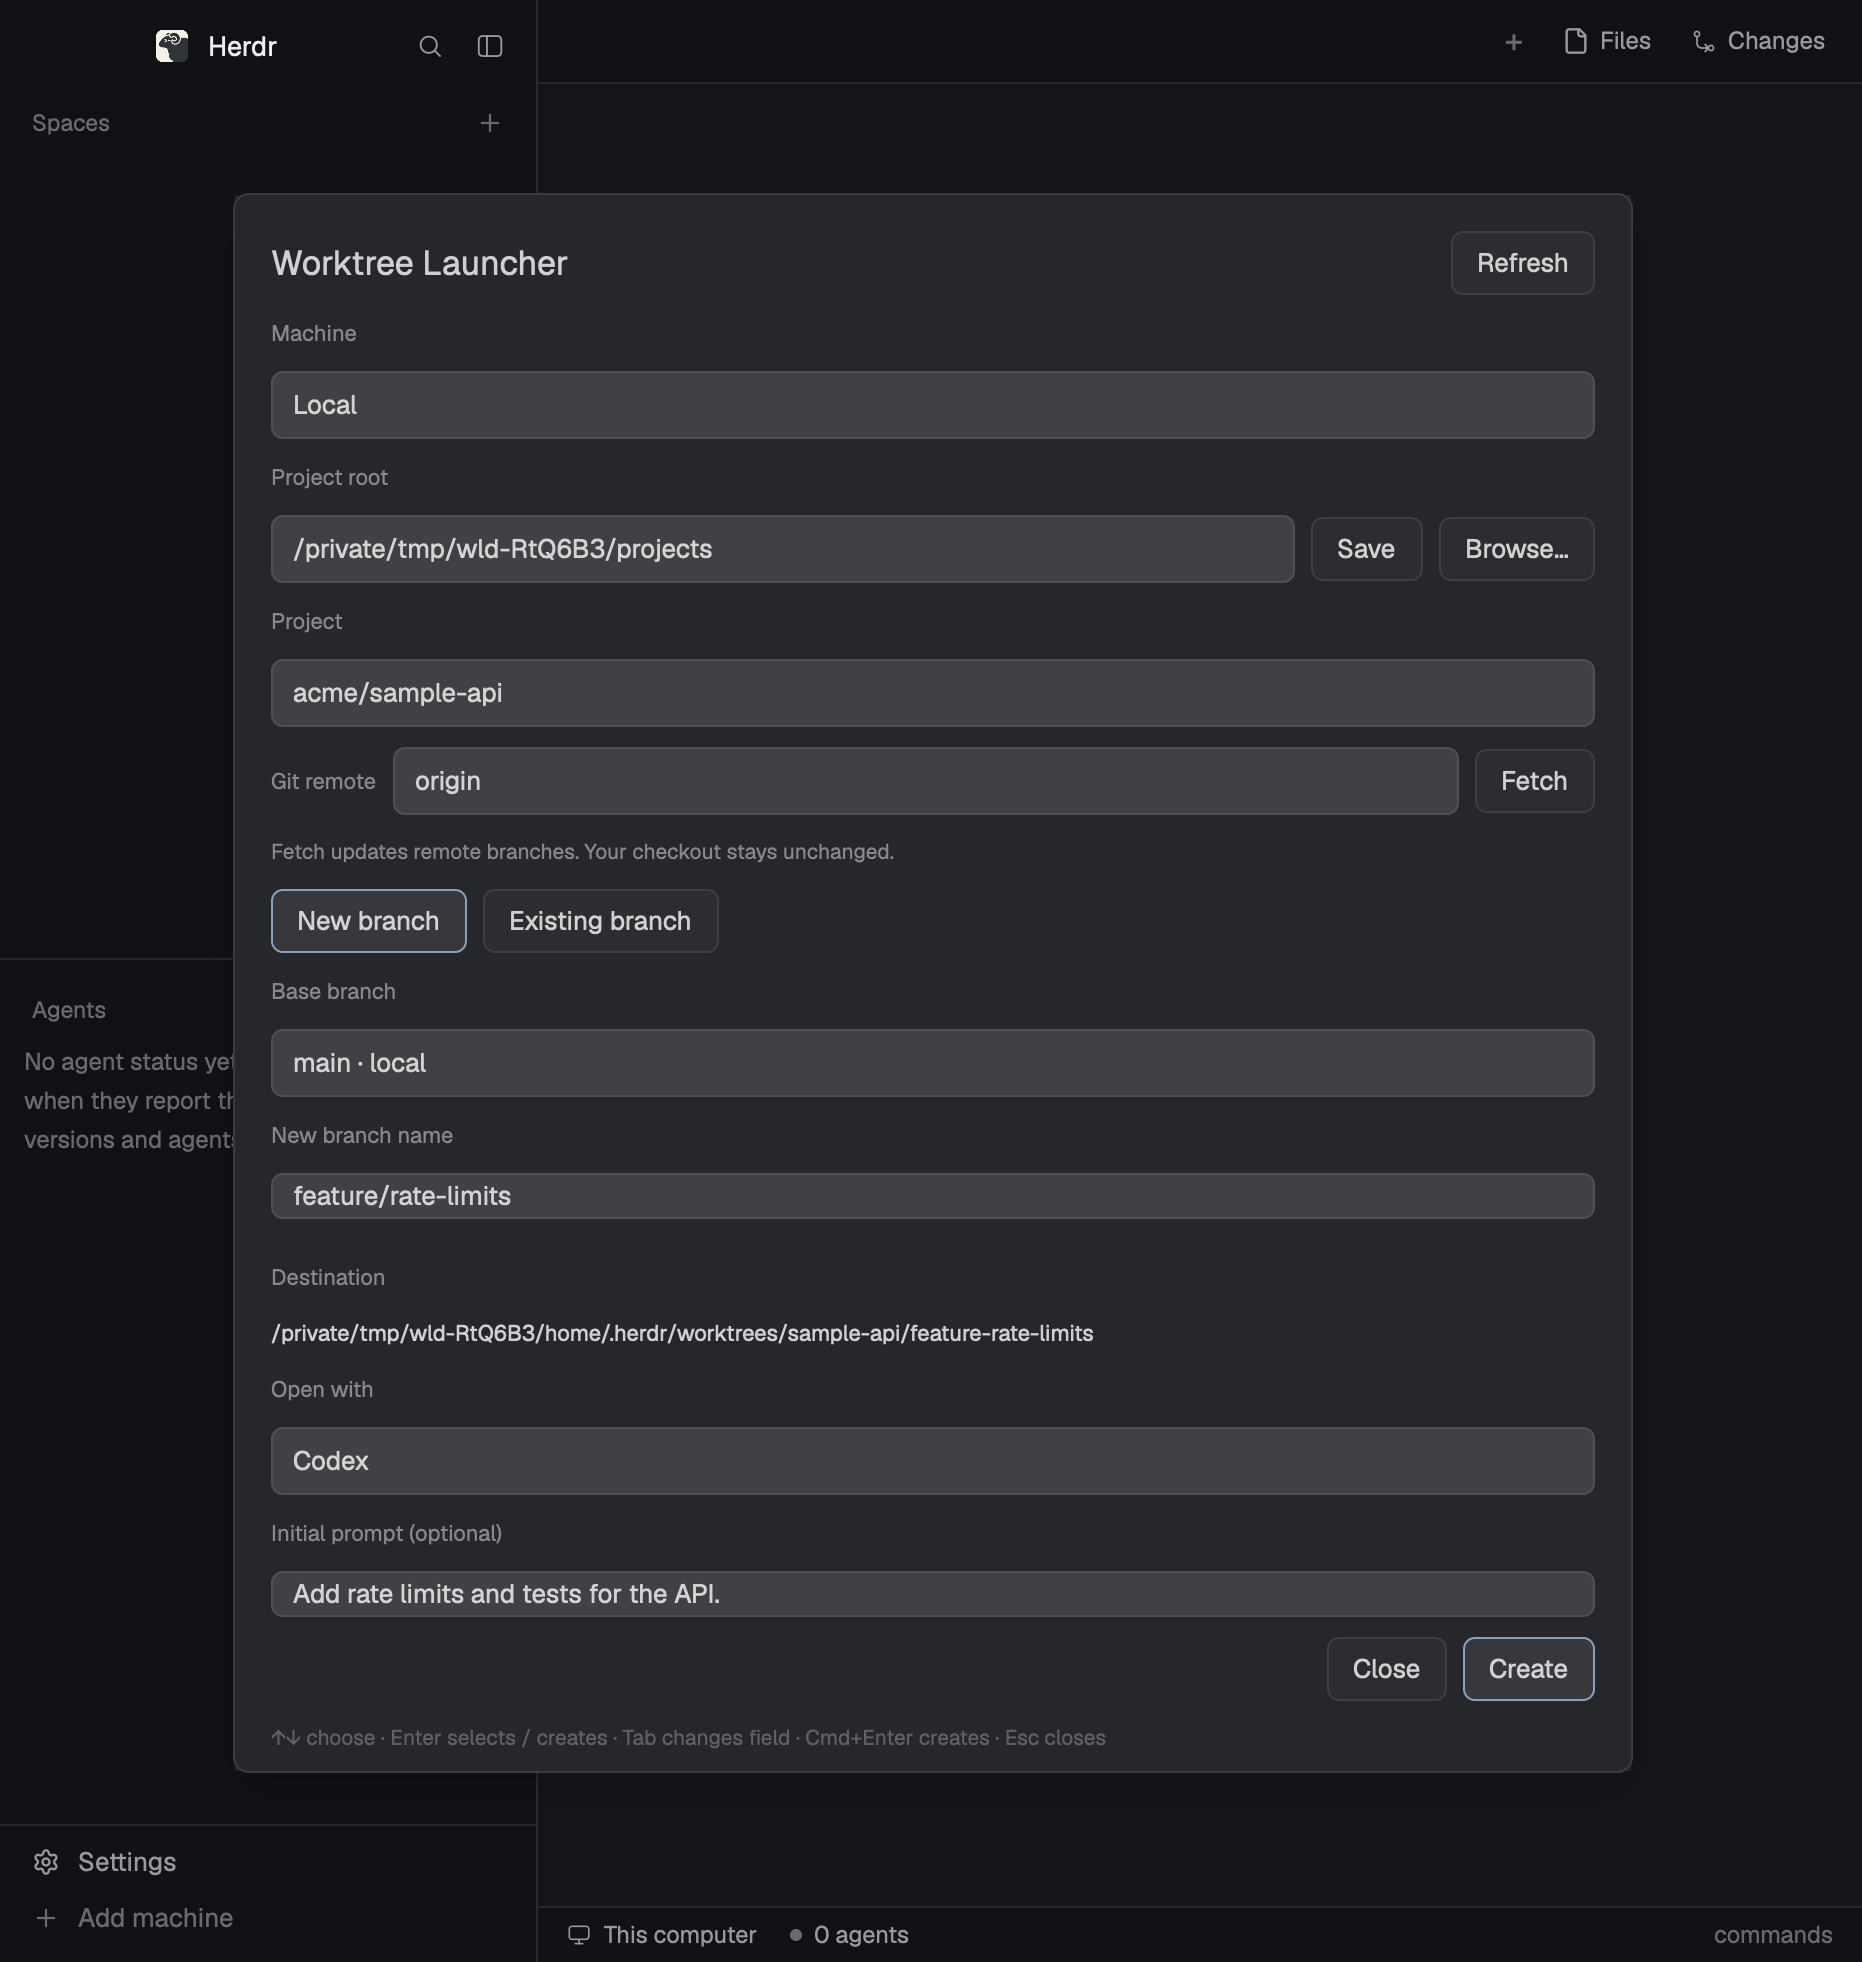 Herdr
Files
Changes
Spaces
Worktree Launcher
Refresh
Machine
Local
Project root
/private/tmp/wld-RtQ6B3/projects
Save
Browse...
Project
acme/sample-api
Git remote
origin
Fetch
Fetch updates remote branches. Your checkout stays unchanged.
New branch
Existing branch
Base branch
main · local
New branch name
feature/rate-limits
Destination
/private/tmp/wld-RtQ6B3/home/.herdr/worktrees/sample-api/feature-rate-limits
Open with
Codex
Initial prompt (optional)
Add rate limits and tests for the API.
Close
Create
↑↓ choose · Enter selects / creates · Tab changes field · Cmd+Enter creates · Esc closes
Agents
No agent status yet
when they report
versions and agents
Settings
Add machine
This computer
0 agents
commands